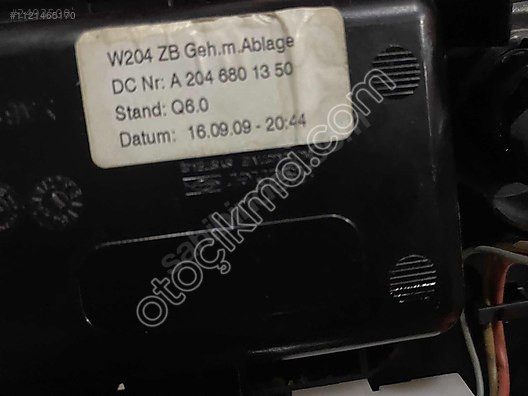 1121465170
W204 ZB Geh.m.Ablage
DC Nr: A 204 680 13 50
Stand: Q6.0
Datum: 16.09.09 - 20:44
otoçıkma.com